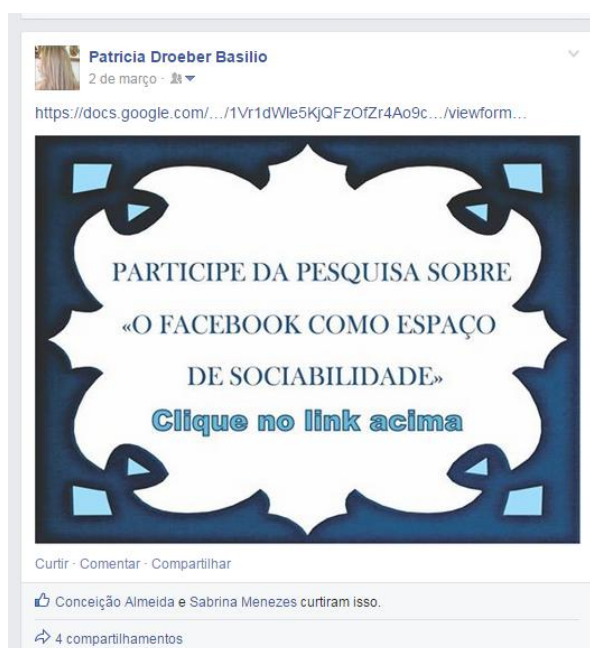 Patricia Droeber Basilio
2 de março ·
https://docs.google.com/.../1Vr1dWle5KjQFzOfZr4Ao9c.../viewform...
PARTICIPE DA PESQUISA SOBRE
«O FACEBOOK COMO ESPAÇO
DE SOCIABILIDADE»
Clique no link acima
Curtir · Comentar · Compartilhar
Conceição Almeida e Sabrina Menezes curtiram isso.
4 compartilhamentos